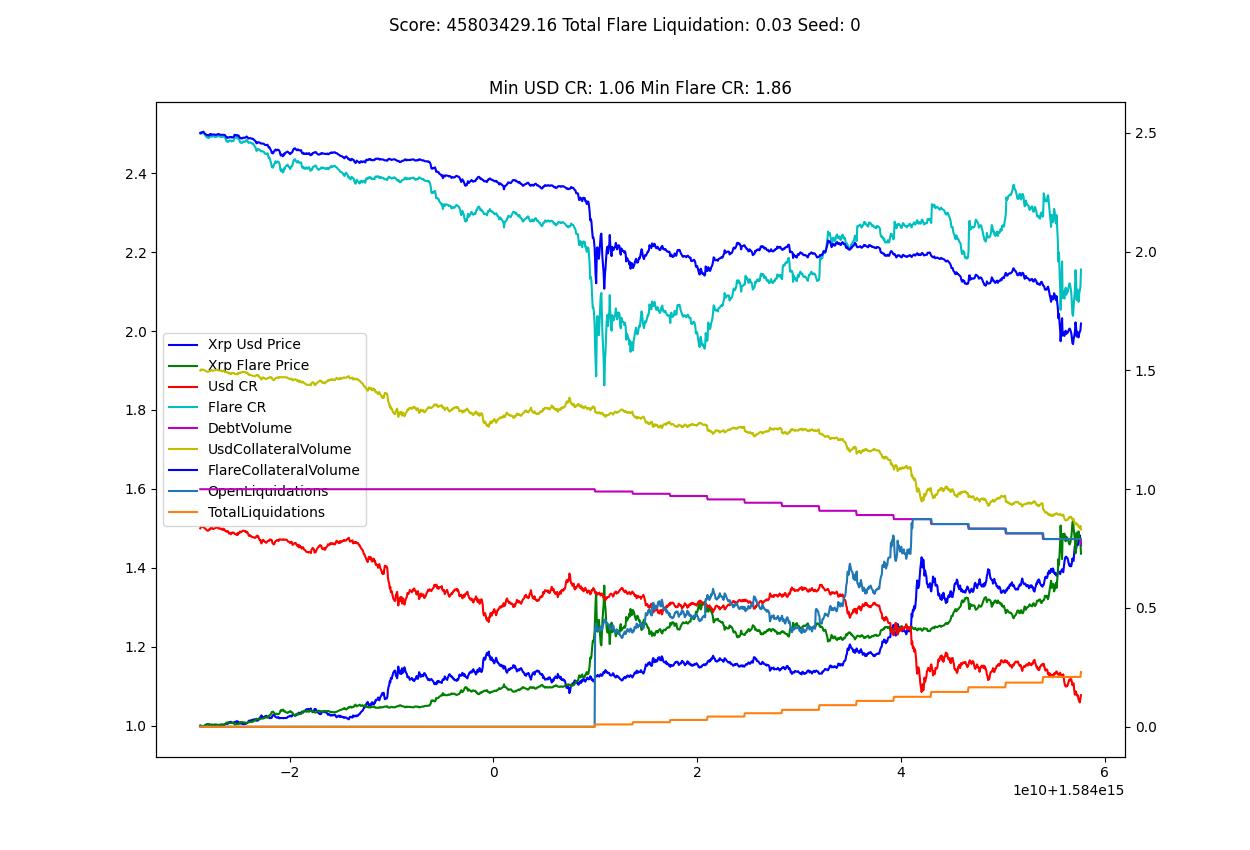 Score: 45803429.16 Total Flare Liquidation: 0.03 Seed: 0
Min USD CR: 1.06 Min Flare CR: 1.86
2.4
2.2
2.0
1.8
1.6
1.4
1.2
1.0
Xrp Usd Price
Xrp Flare Price
Usd CR
Flare CR
DebtVolume
UsdCollateralVolume
FlareCollateralVolume
OpenLiquidations
TotalLiquidations
2.5
2.0
1.5
1.0
0.5
0.0
−2 0 2 4 6
1e10+1.584e15